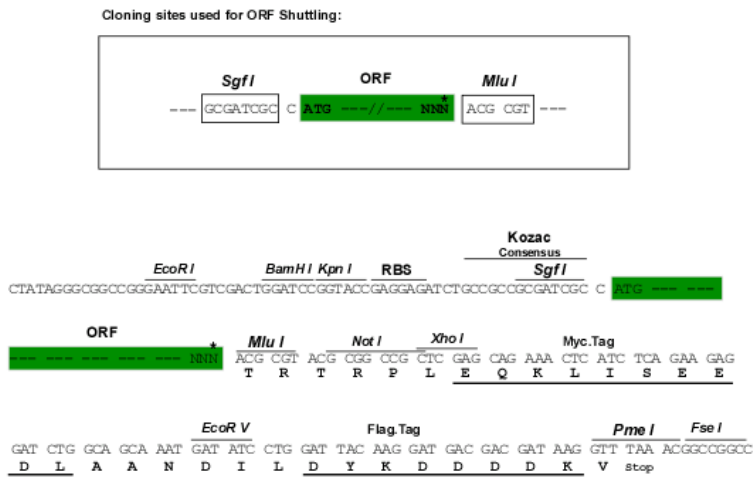 Cloning sites used for ORF Shuttling:
Sgf I ORF Mlu I
*
--- GCGATCGC C ATG ---//--- NNN ACG CGT ---
Kozac
Consensus
EcoR I BamH I Kpn I RBS Sgf I
CTATAGGGCGGCCGGGAATTCGTCGACTGGATCCGGTACCGAGGAGATCTGCCGCCGCGATCGC C ATG --- ---
ORF * Mlu I Not I Xho I Myc.Tag
--- --- --- --- --- NNN ACG CGT ACG CGG CCG CTC GAG CAG AAA CTC ATC TCA GAA GAG
T R T R P L E Q K L I S E E
EcoR V Flag.Tag Pme I Fse I
GAT CTG GCA GCA AAT GAT ATC CTG GAT TAC AAG GAT GAC GAC GAT AAG GTT TAA ACGGCCGGCC
D L A A N D I L D Y K D D D D K V Stop